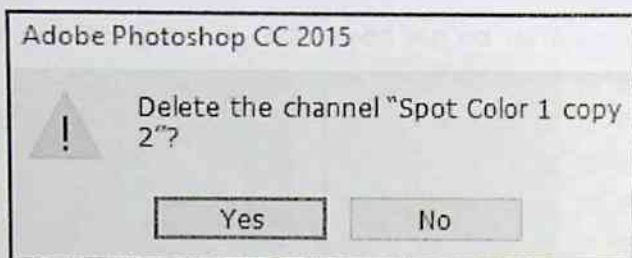 Adobe Photoshop CC 2015
!
Delete the channel "Spot Color 1 copy
2"?
Yes No